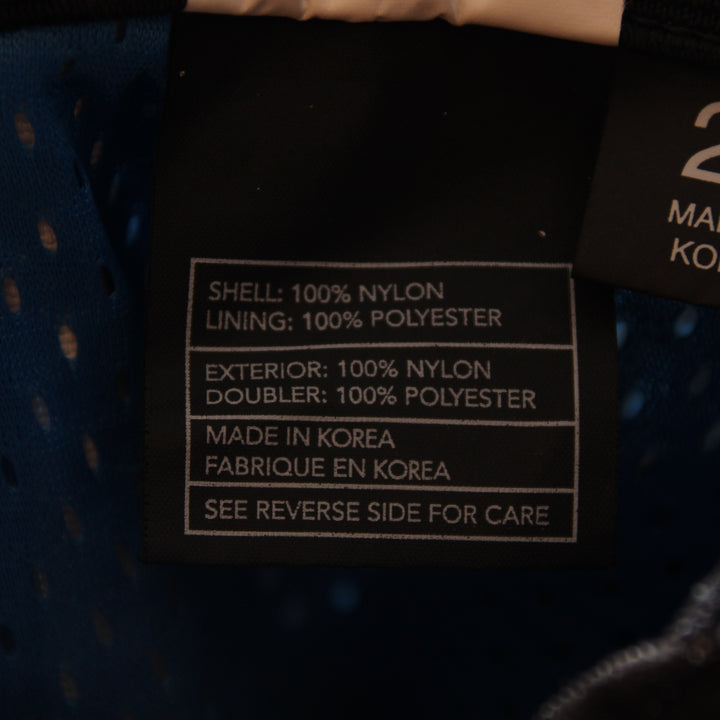 SHELL: 100% NYLON
LINING: 100% POLYESTER
EXTERIOR: 100% NYLON
DOUBLER: 100% POLYESTER
MADE IN KOREA
FABRIQUE EN KOREA
SEE REVERSE SIDE FOR CARE
2